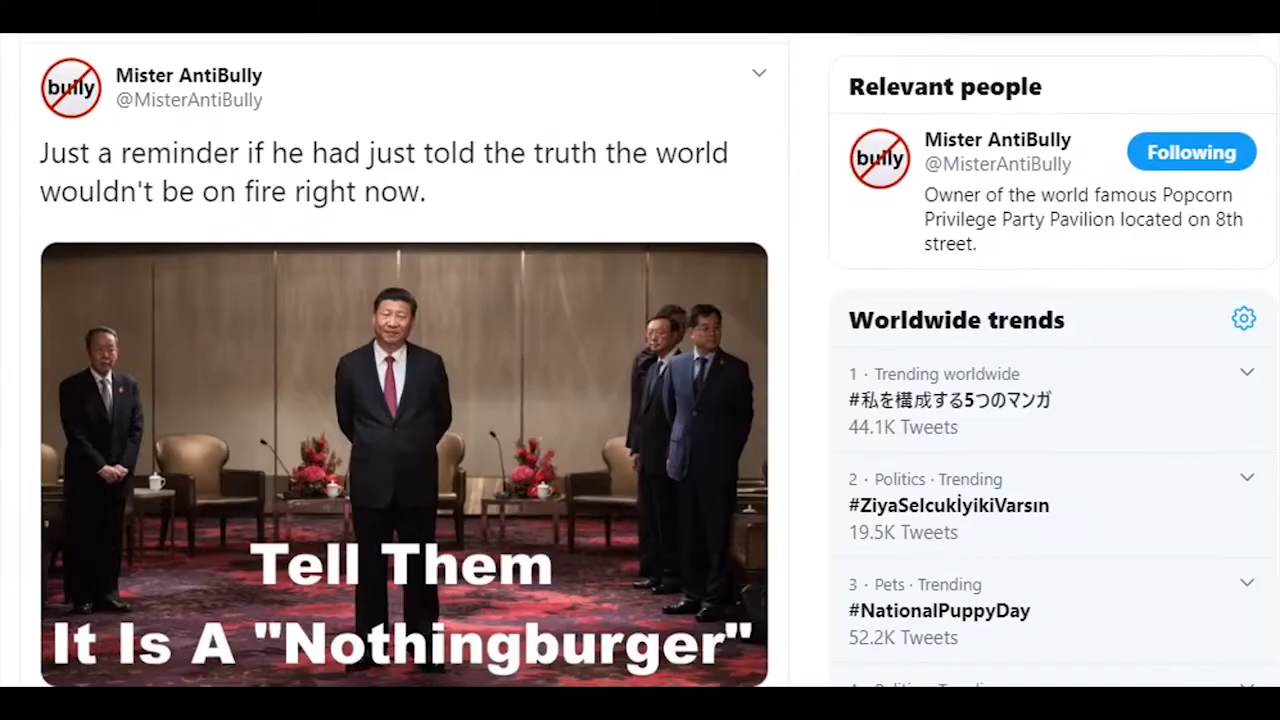 bully
Mister AntiBully
@MisterAntiBully
Just a reminder if he had just told the truth the world
wouldn't be on fire right now.
Tell Them
It Is A "Nothingburger"
Relevant people
bully
Mister AntiBully
@MisterAntiBully
Following
Owner of the world famous Popcorn
Privilege Party Pavilion located on 8th
street.
Worldwide trends
1 · Trending worldwide
#私を構成する5つのマンガ
44.1K Tweets
2 · Politics · Trending
#ZiyaSelcukİyikiVarsın
19.5K Tweets
3 · Pets · Trending
#NationalPuppyDay
52.2K Tweets